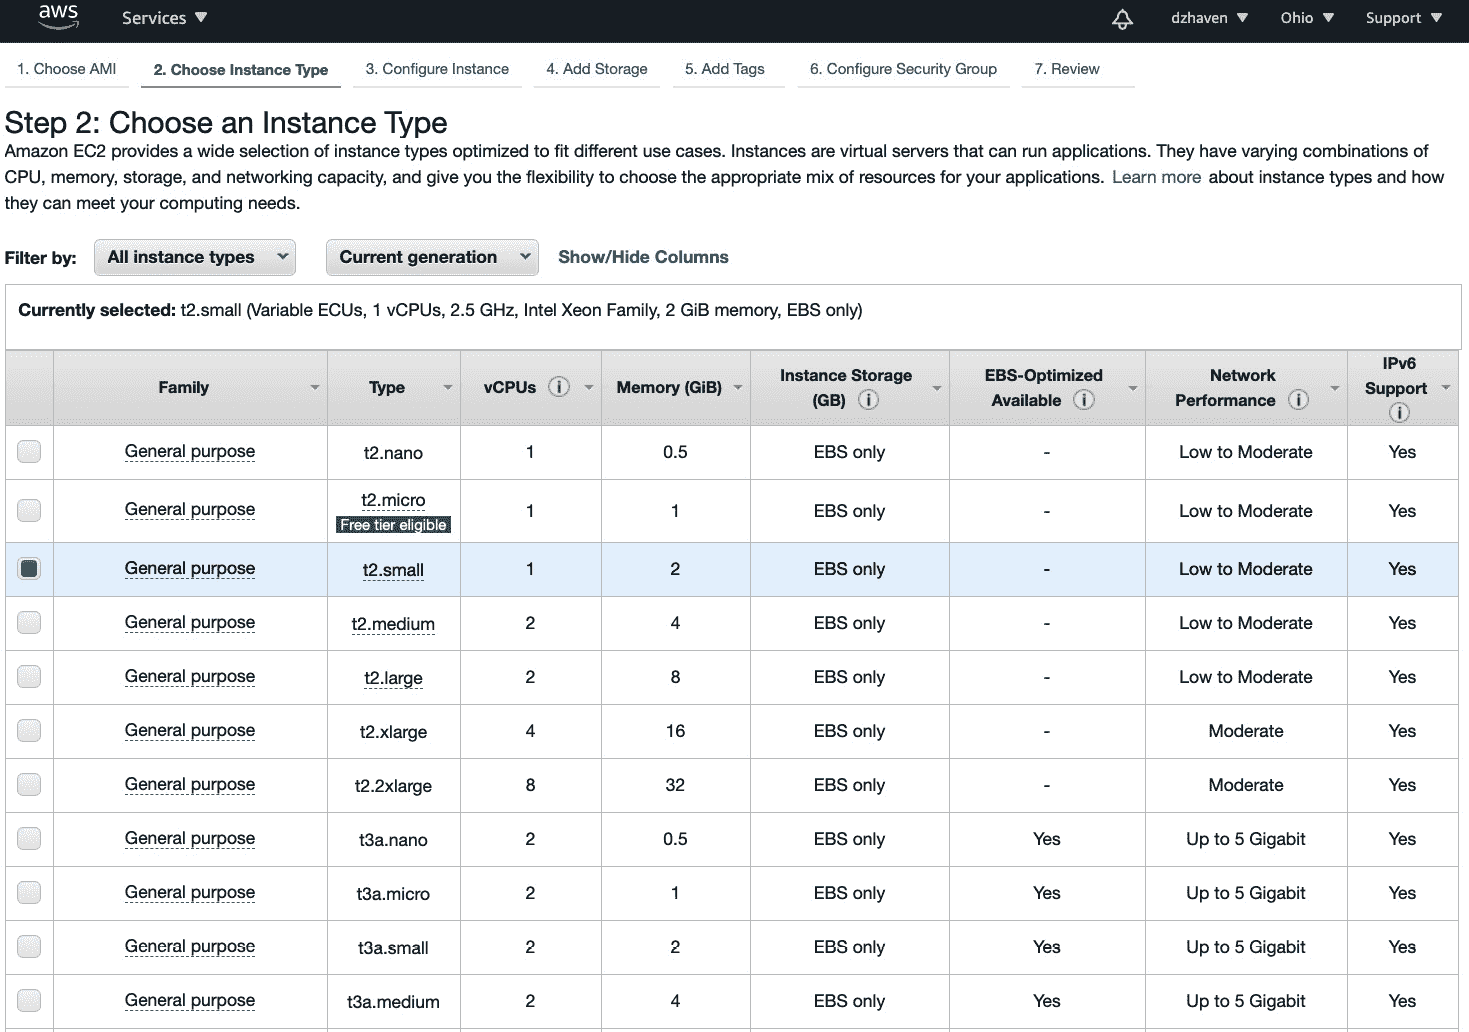 aws Services ▼ dzhaven ▼ Ohio ▼ Support ▼
1. Choose AMI 2. Choose Instance Type 3. Configure Instance 4. Add Storage 5. Add Tags 6. Configure Security Group 7. Review
Step 2: Choose an Instance Type
Amazon EC2 provides a wide selection of instance types optimized to fit different use cases. Instances are virtual servers that can run applications. They have varying combinations of
CPU, memory, storage, and networking capacity, and give you the flexibility to choose the appropriate mix of resources for your applications. Learn more about instance types and how
they can meet your computing needs.
Filter by: All instance types Current generation Show/Hide Columns
Currently selected: t2.small (Variable ECUs, 1 vCPUs, 2.5 GHz, Intel Xeon Family, 2 GiB memory, EBS only)
Family Type vCPUs i Memory (GiB) Instance Storage (GB) i EBS-Optimized Available i Network Performance i IPv6 Support i
General purpose t2.nano 1 0.5 EBS only - Low to Moderate Yes
General purpose t2.micro Free tier eligible 1 1 EBS only - Low to Moderate Yes
General purpose t2.small 1 2 EBS only - Low to Moderate Yes
General purpose t2.medium 2 4 EBS only - Low to Moderate Yes
General purpose t2.large 2 8 EBS only - Low to Moderate Yes
General purpose t2.xlarge 4 16 EBS only - Moderate Yes
General purpose t2.2xlarge 8 32 EBS only - Moderate Yes
General purpose t3a.nano 2 0.5 EBS only Yes Up to 5 Gigabit Yes
General purpose t3a.micro 2 1 EBS only Yes Up to 5 Gigabit Yes
General purpose t3a.small 2 2 EBS only Yes Up to 5 Gigabit Yes
General purpose t3a.medium 2 4 EBS only Yes Up to 5 Gigabit Yes